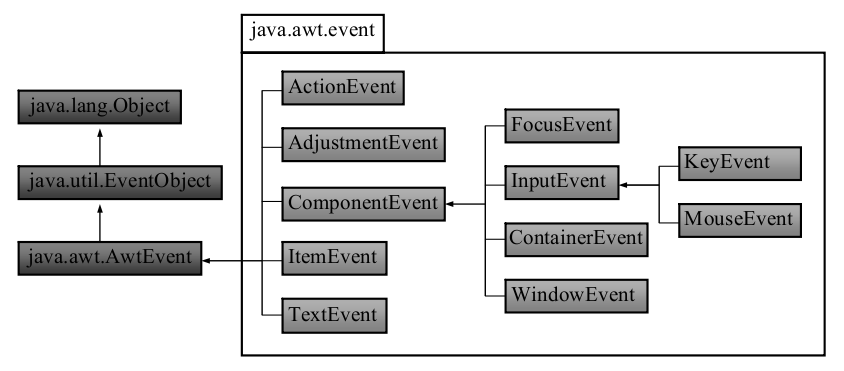 java.awt.event
java.lang.Object
java.util.EventObject
java.awt.AwtEvent
ActionEvent
AdjustmentEvent
ComponentEvent
ItemEvent
TextEvent
FocusEvent
InputEvent
ContainerEvent
WindowEvent
KeyEvent
MouseEvent